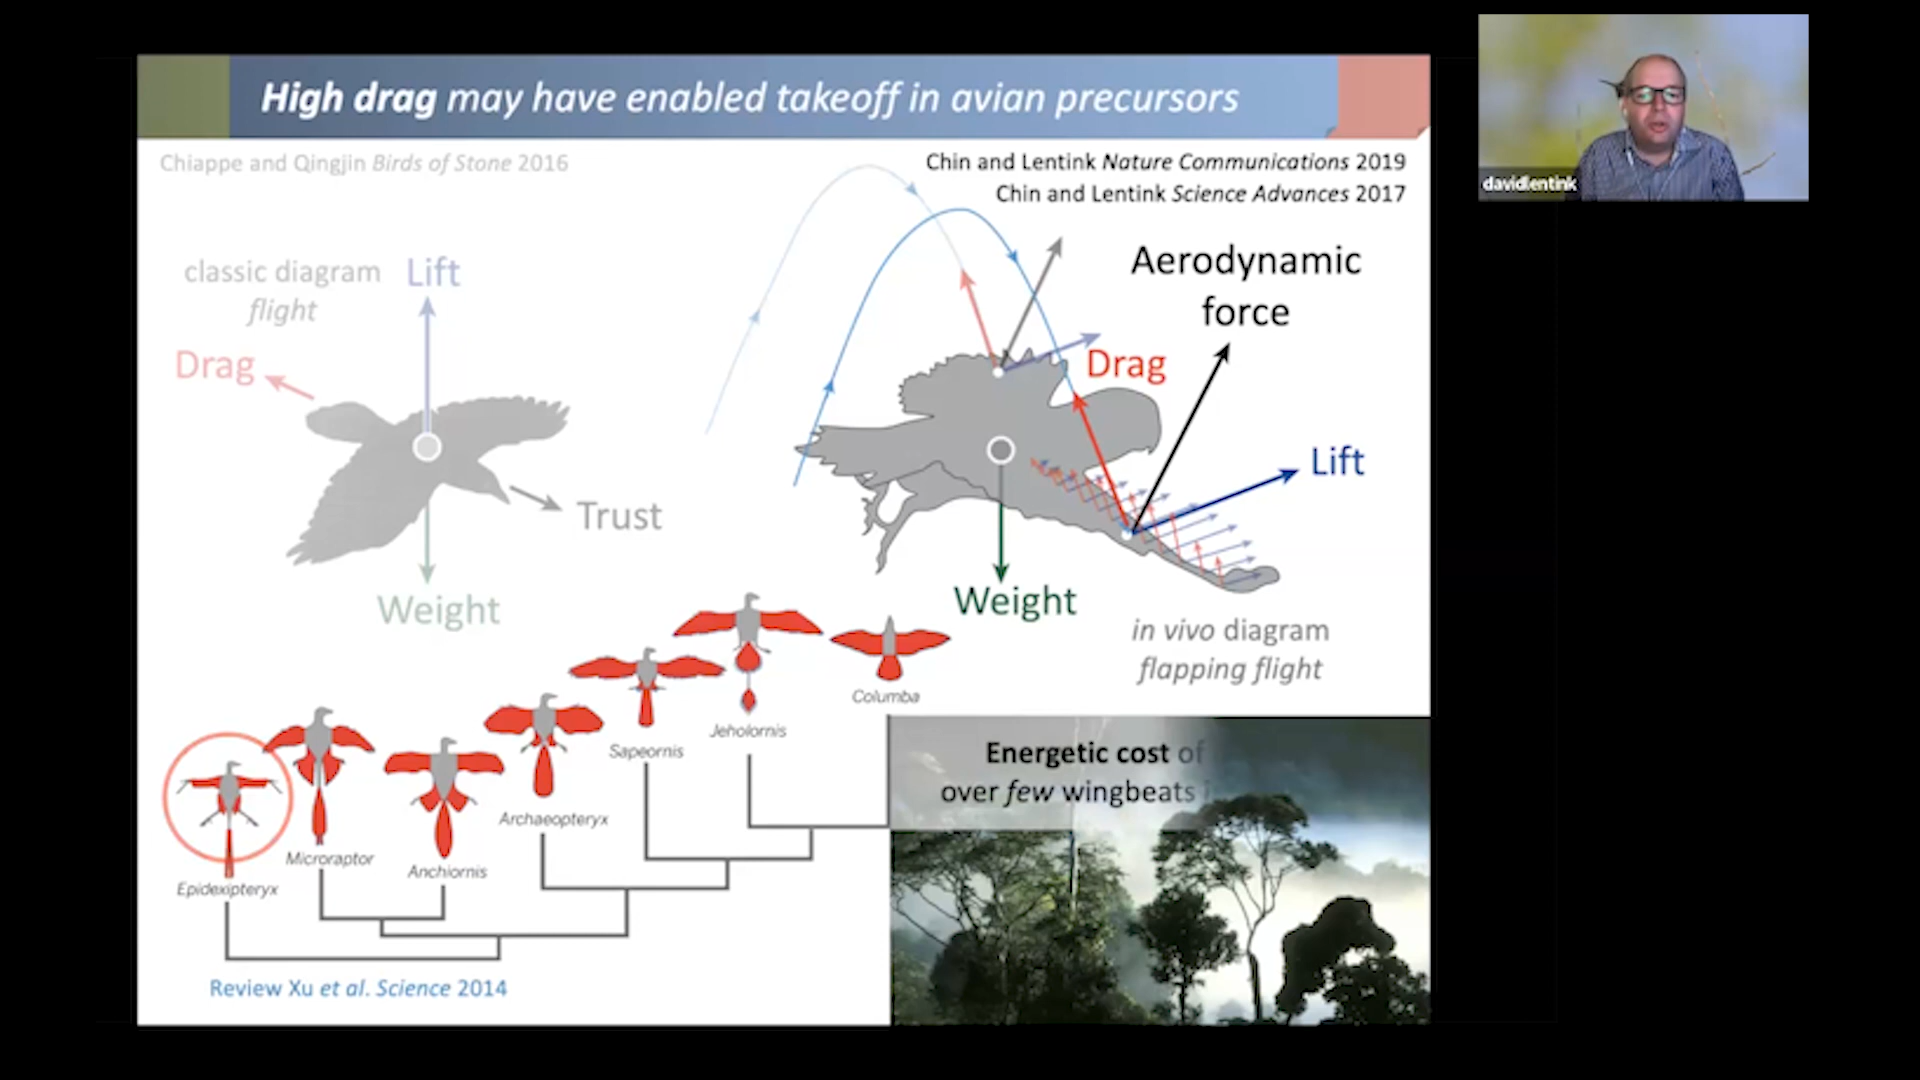 High drag may have enabled takeoff in avian precursors
Chiappe and Qingjin Birds of Stone 2016
Chin and Lentink Nature Communications 2019
Chin and Lentink Science Advances 2017
classic diagram
flight
Lift
Drag
Trust
Weight
Aerodynamic
force
Drag
Lift
Weight
in vivo diagram
flapping flight
Columba
Jeholornis
Sapeornis
Archaeopteryx
Microraptor
Anchiornis
Epidexipteryx
Review Xu et al. Science 2014
Energetic cost of
over few wingbeats
davidlentink